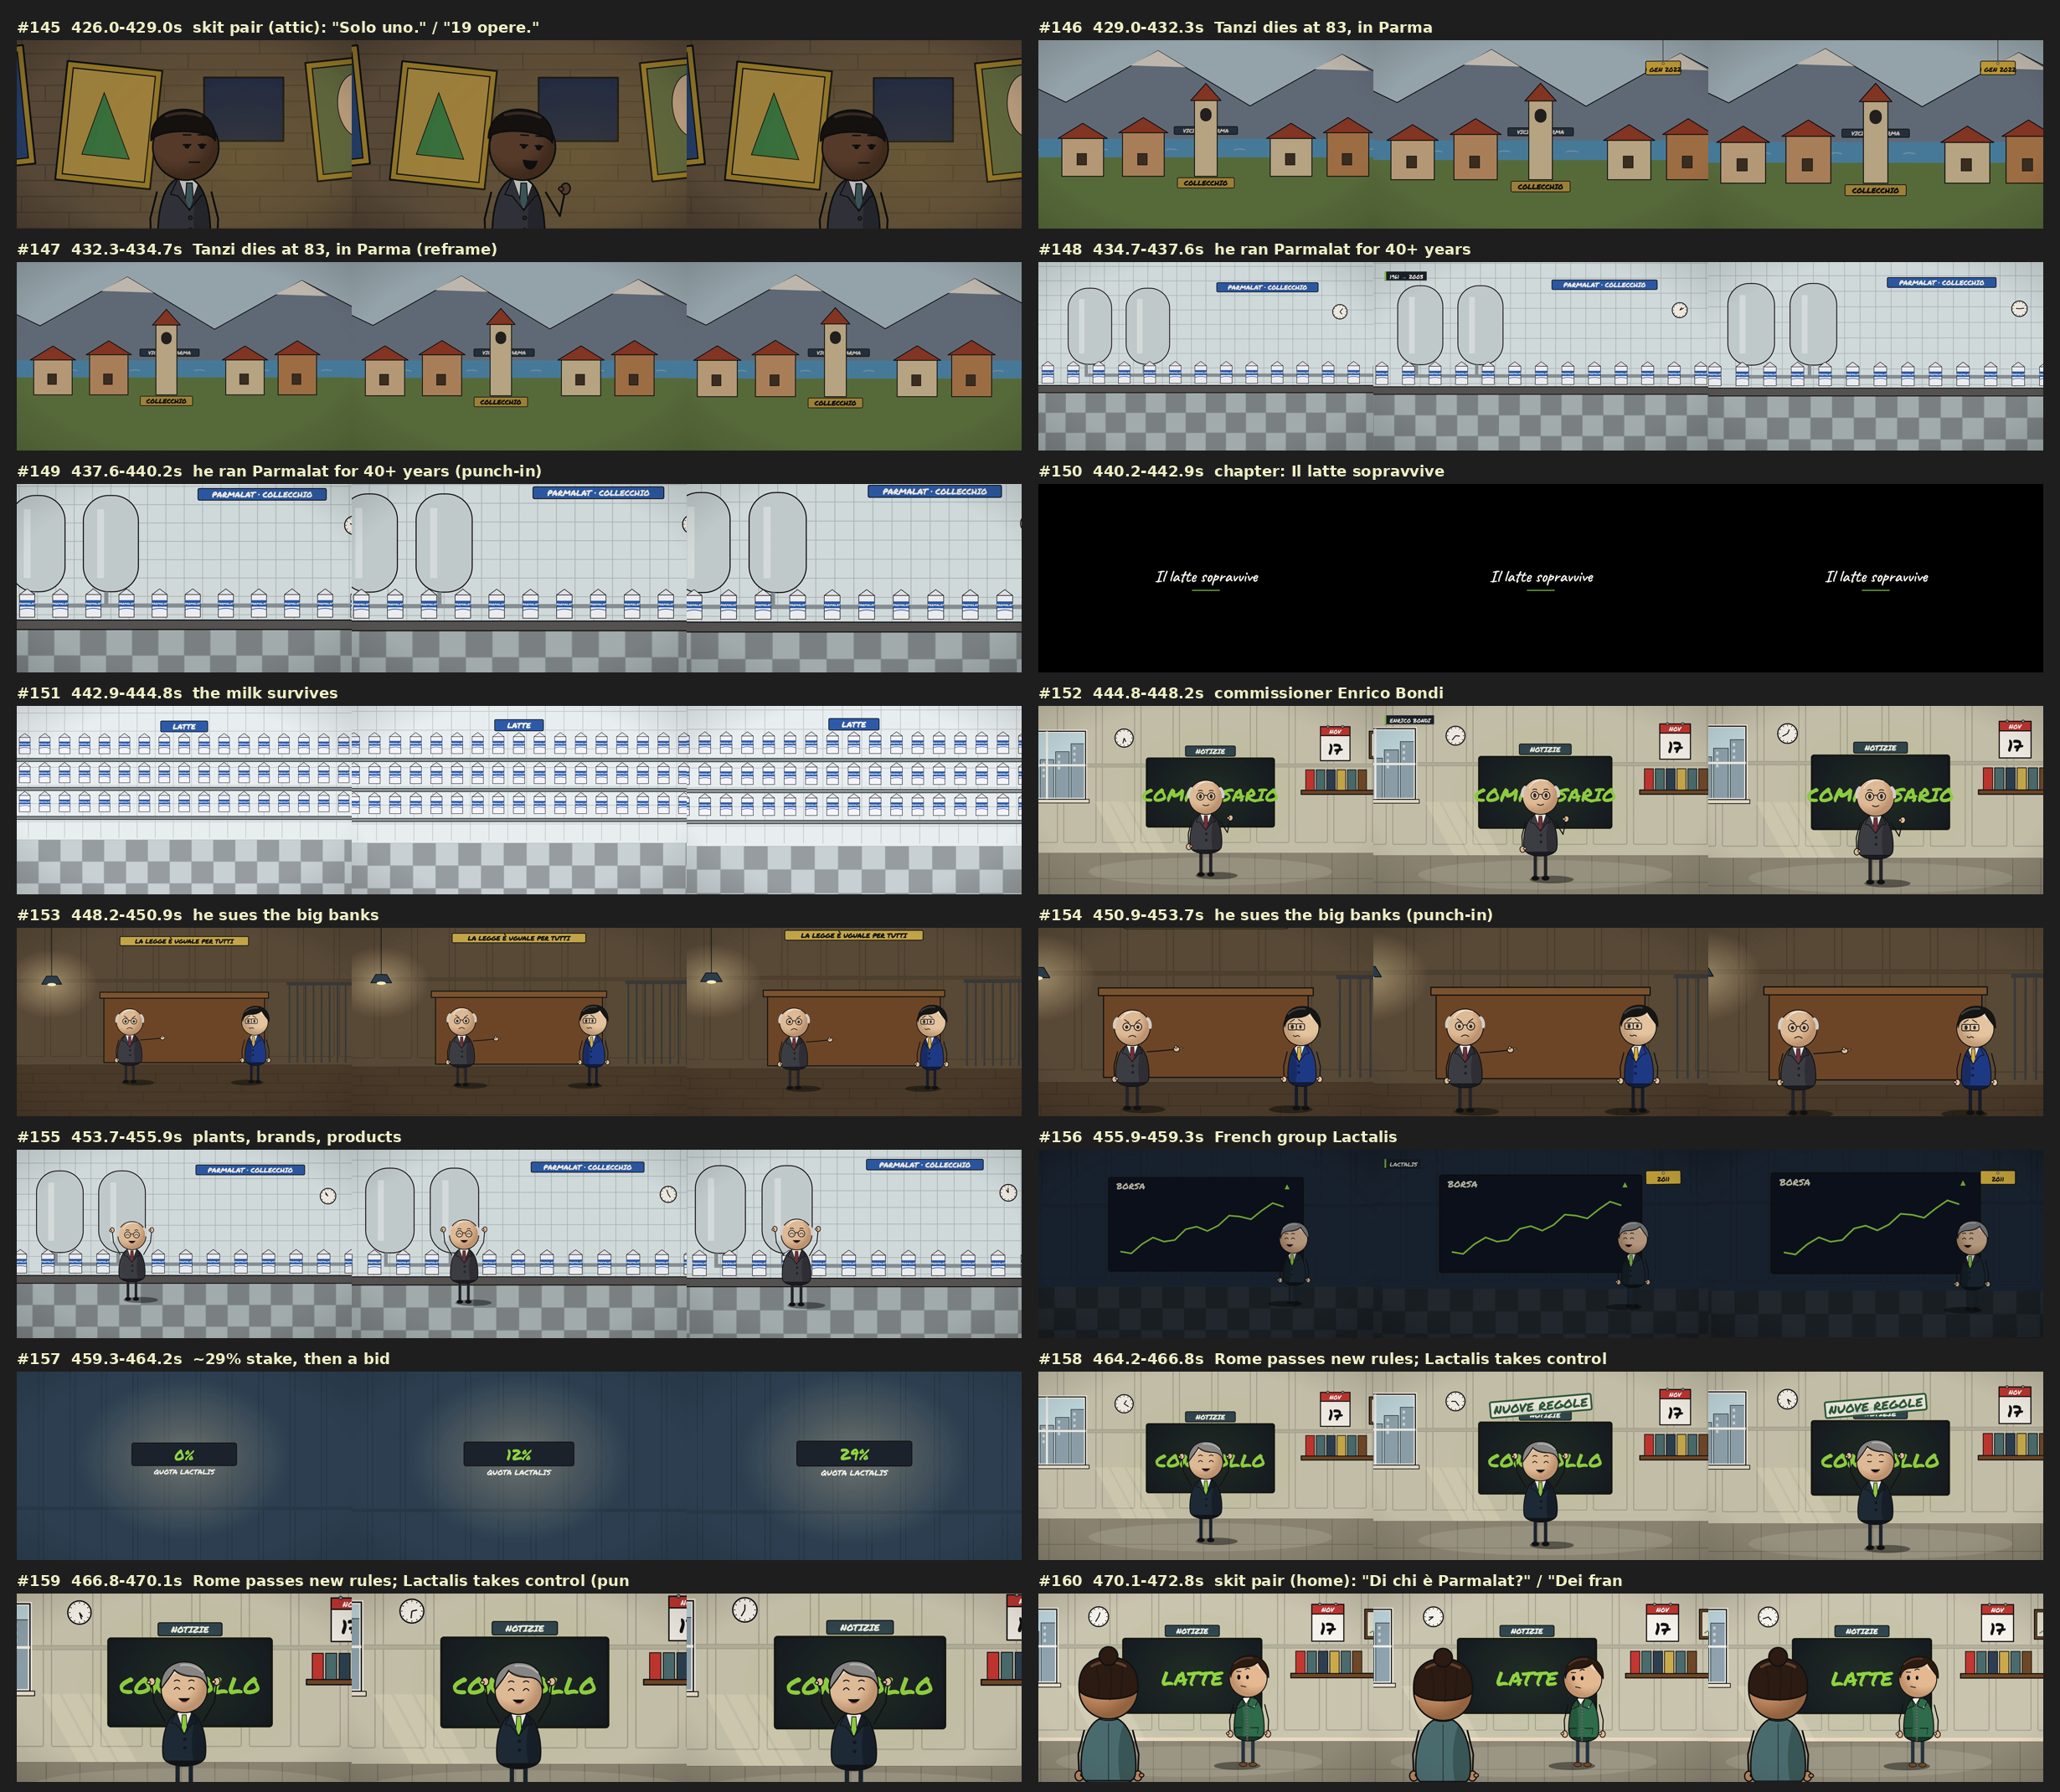 #145 426.0-429.0s skit pair (attic): "Solo uno." / "19 opere."
#146 429.0-432.3s Tanzi dies at 83, in Parma
GEN 2022
GEN 2022
COLLECCHIO
COLLECCHIO
COLLECCHIO
#147 432.3-434.7s Tanzi dies at 83, in Parma (reframe)
COLLECCHIO
COLLECCHIO
COLLECCHIO
#148 434.7-437.6s he ran Parmalat for 40+ years
PARMALAT · COLLECCHIO
PARMALAT · COLLECCHIO
PARMALAT · COLLECCHIO
#149 437.6-440.2s he ran Parmalat for 40+ years (punch-in)
PARMALAT · COLLECCHIO
PARMALAT · COLLECCHIO
PARMALAT · COLLECCHIO
#150 440.2-442.9s chapter: Il latte sopravvive
Il latte sopravvive
Il latte sopravvive
Il latte sopravvive
#151 442.9-444.8s the milk survives
LATTE
LATTE
LATTE
#152 444.8-448.2s commissioner Enrico Bondi
ENRICO BONDI
NOV
17
NOTIZIE
NOV
17
NOTIZIE
NOV
17
NOTIZIE
#153 448.2-450.9s he sues the big banks
LA LEGGE È UGUALE PER TUTTI
LA LEGGE È UGUALE PER TUTTI
LA LEGGE È UGUALE PER TUTTI
#154 450.9-453.7s he sues the big banks (punch-in)
#155 453.7-455.9s plants, brands, products
PARMALAT · COLLECCHIO
PARMALAT · COLLECCHIO
PARMALAT · COLLECCHIO
#156 455.9-459.3s French group Lactalis
LACTALIS
BORSA
BORSA
2011
BORSA
2011
#157 459.3-464.2s ~29% stake, then a bid
0%
QUOTA LACTALIS
12%
QUOTA LACTALIS
29%
QUOTA LACTALIS
#158 464.2-466.8s Rome passes new rules; Lactalis takes control
NOV
17
NOTIZIE
NUOVE REGOLE
NOV
17
NUOVE REGOLE
NOV
17
#159 466.8-470.1s Rome passes new rules; Lactalis takes control (pun
NOTIZIE
NOTIZIE
NOTIZIE
#160 470.1-472.8s skit pair (home): "Di chi è Parmalat?" / "Dei fran
NOV
17
NOTIZIE
LATTE
NOV
17
NOTIZIE
LATTE
NOV
17
NOTIZIE
LATTE